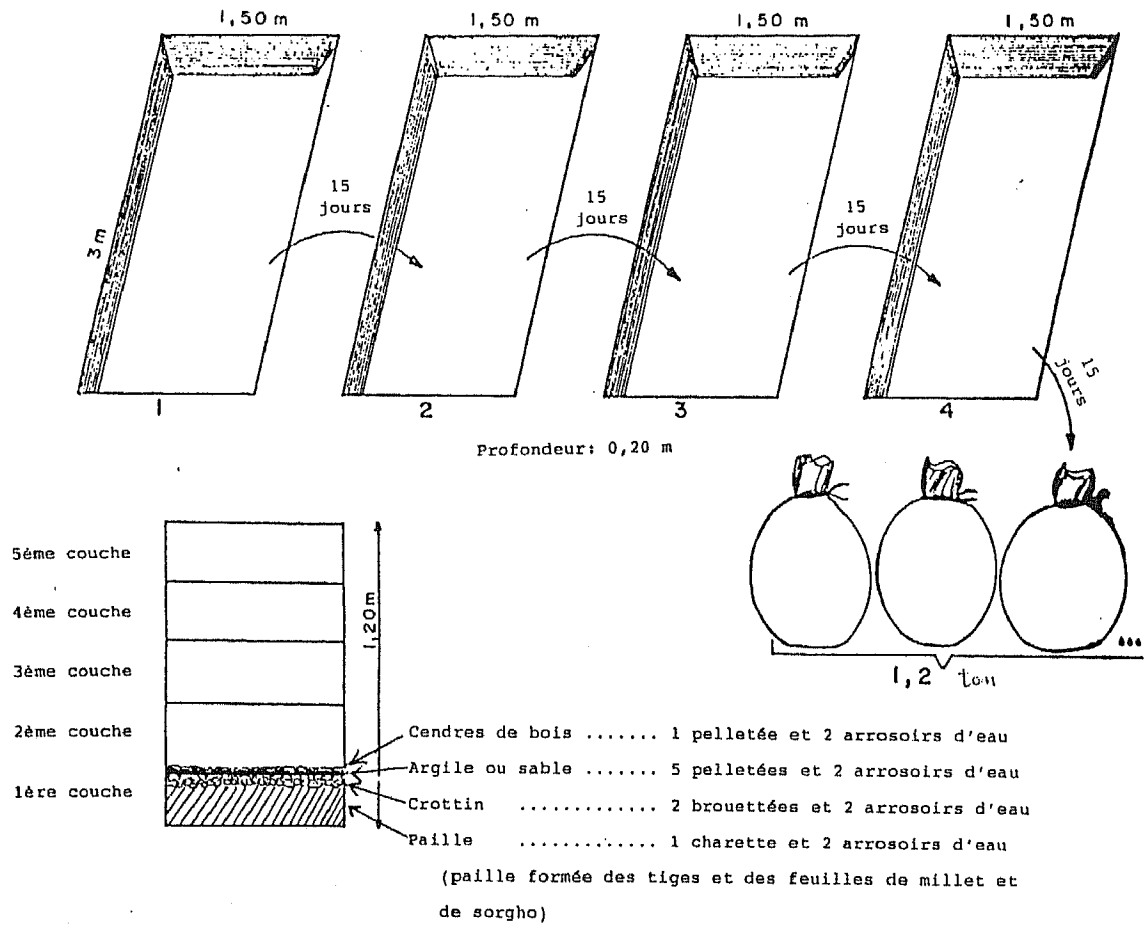 1,50 m
1,50 m
1,50 m
1,50 m
15
jours
15
jours
15
jours
3m
15
jours
1
2
3
4
Profondeur: 0,20 m
5ème couche
4ème couche
3ème couche
2ème couche
1ère couche
1,20m
1,2 ton
Cendres de bois ....... 1 pelletée et 2 arrosoirs d'eau
Argile ou sable ....... 5 pelletées et 2 arrosoirs d'eau
Crottin ............ 2 brouettées et 2 arrosoirs d'eau
Paille ............. 1 charette et 2 arrosoirs d'eau
(paille formée des tiges et des feuilles de millet et
de sorgho)